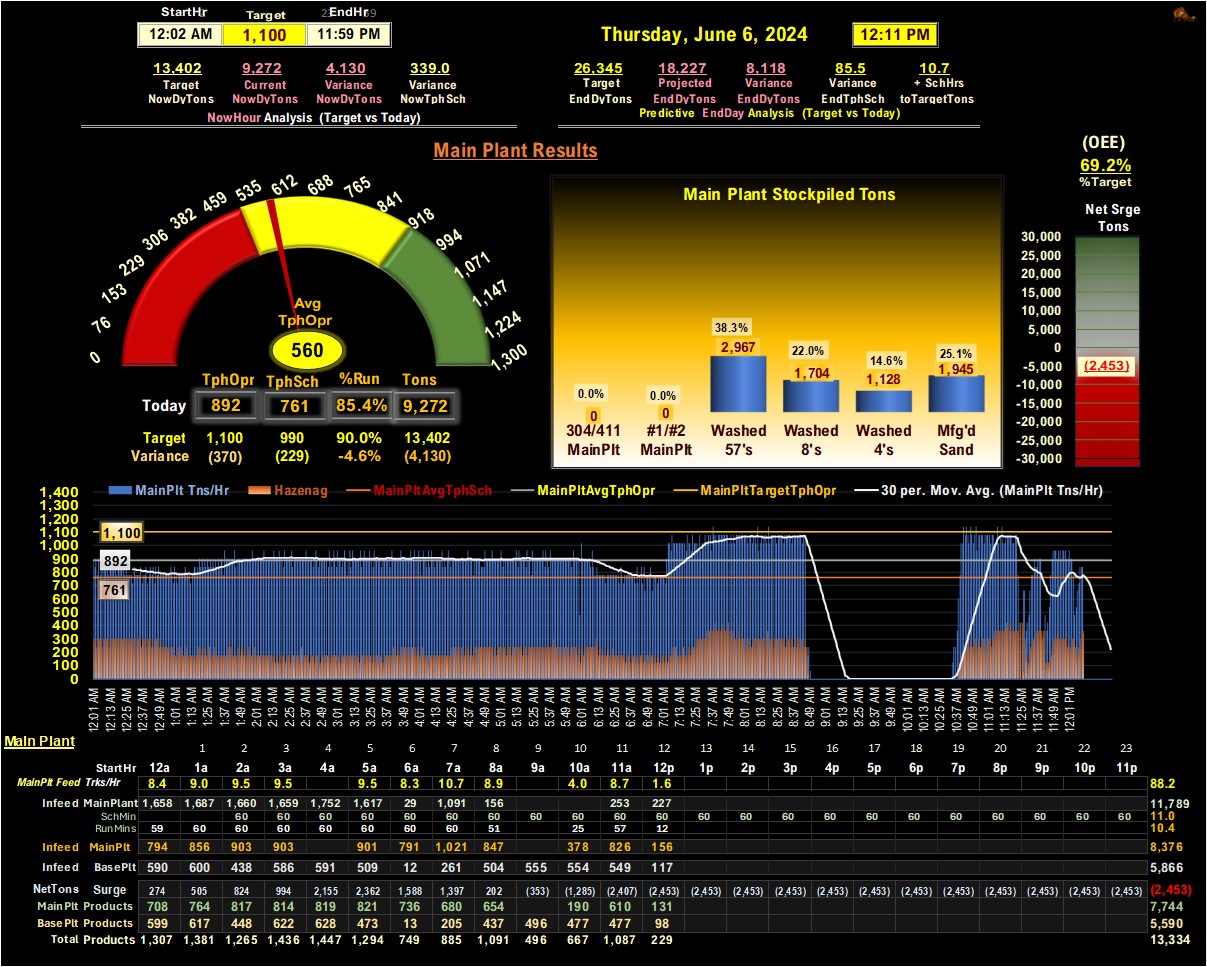 StartHr Target EndHr
12:02 AM 1,100 11:59 PM
Thursday, June 6, 2024 12:11 PM
13,402 9,272 4,130 339.0
Target Current Variance Variance
NowDyTons NowDyTons NowDyTons NowTphSch
NowHour Analysis (Target vs Today)
26,345 18,227 8,118 85.5 10.7
Target Projected Variance Variance + SchHrs
EndDyTons EndDyTons EndDyTons EndTphSch toTargetTons
Predictive EndDay Analysis (Target vs Today)
Main Plant Results
(OEE)
69.2%
%Target
0 76 153 229 306 382 459 535 612 688 765 841 918 994 1,071 1,147 1,224 1,300
Avg
TphOpr
560
TphOpr TphSch %Run Tons
Today 892 761 85.4% 9,272
Target 1,100 990 90.0% 13,402
Variance (370) (229) -4.6% (4,130)
Main Plant Stockpiled Tons
0.0% 0.0% 38.3% 22.0% 14.6% 25.1%
0 0 2,967 1,704 1,128 1,945
304/411 #1/#2 Washed Washed Washed Mfg'd
MainPlt MainPlt 57's 8's 4's Sand
Net Srge
Tons
30,000
25,000
20,000
15,000
10,000
5,000
0
-5,000
-10,000
-15,000
-20,000
-25,000
-30,000
(2,453)
MainPlt Tns/Hr Hazenag MainPltAvgTphSch MainPltAvgTphOpr MainPltTargetTphOpr 30 per. Mov. Avg. (MainPlt Tns/Hr)
1,400
1,300
1,200
1,100
1,000
900
800
700
600
500
400
300
200
100
0
1,100
892
761
12:01 AM 12:13 AM 12:25 AM 12:37 AM 12:49 AM 1:01 AM 1:13 AM 1:25 AM 1:37 AM 1:49 AM 2:01 AM 2:13 AM 2:25 AM 2:37 AM 2:49 AM 3:01 AM 3:13 AM 3:25 AM 3:37 AM 3:49 AM 4:01 AM 4:13 AM 4:25 AM 4:37 AM 4:49 AM 5:01 AM 5:13 AM 5:25 AM 5:37 AM 5:49 AM 6:01 AM 6:13 AM 6:25 AM 6:37 AM 6:49 AM 7:01 AM 7:13 AM 7:25 AM 7:37 AM 7:49 AM 8:01 AM 8:13 AM 8:25 AM 8:37 AM 8:49 AM 9:01 AM 9:13 AM 9:25 AM 9:37 AM 9:49 AM 10:01 AM 10:13 AM 10:25 AM 10:37 AM 10:49 AM 11:01 AM 11:13 AM 11:25 AM 11:37 AM 11:49 AM 12:01 PM
Main Plant
1 2 3 4 5 6 7 8 9 10 11 12 13 14 15 16 17 18 19 20 21 22 23
StartHr 12a 1a 2a 3a 4a 5a 6a 7a 8a 9a 10a 11a 12p 1p 2p 3p 4p 5p 6p 7p 8p 9p 10p 11p
MainPlt Feed Trks/Hr 8.4 9.0 9.5 9.5 9.5 8.3 10.7 8.9 4.0 8.7 1.6 88.2
Infeed MainPlant 1,658 1,687 1,660 1,659 1,752 1,617 29 1,091 156 253 227 11,789
SchMin 60 60 60 60 60 60 60 60 60 60 60 60 60 60 60 60 60 60 60 60 60 11.0
RunMins 59 60 60 60 60 60 60 60 51 25 57 12 10.4
Infeed MainPlt 794 856 903 903 901 791 1,021 847 378 826 156 8,376
Infeed BasePlt 590 600 438 586 591 509 12 261 504 555 554 549 117 5,866
NetTons Surge 274 505 824 994 2,155 2,362 1,588 1,397 202 (353) (1,285) (2,407) (2,453) (2,453) (2,453) (2,453) (2,453) (2,453) (2,453) (2,453) (2,453) (2,453) (2,453) (2,453) (2,453)
MainPlt Products 708 764 817 814 819 821 736 680 654 190 610 131 7,744
BasePlt Products 599 617 448 622 628 473 13 205 437 496 477 477 98 5,590
Total Products 1,307 1,381 1,265 1,436 1,447 1,294 749 885 1,091 496 667 1,087 229 13,334